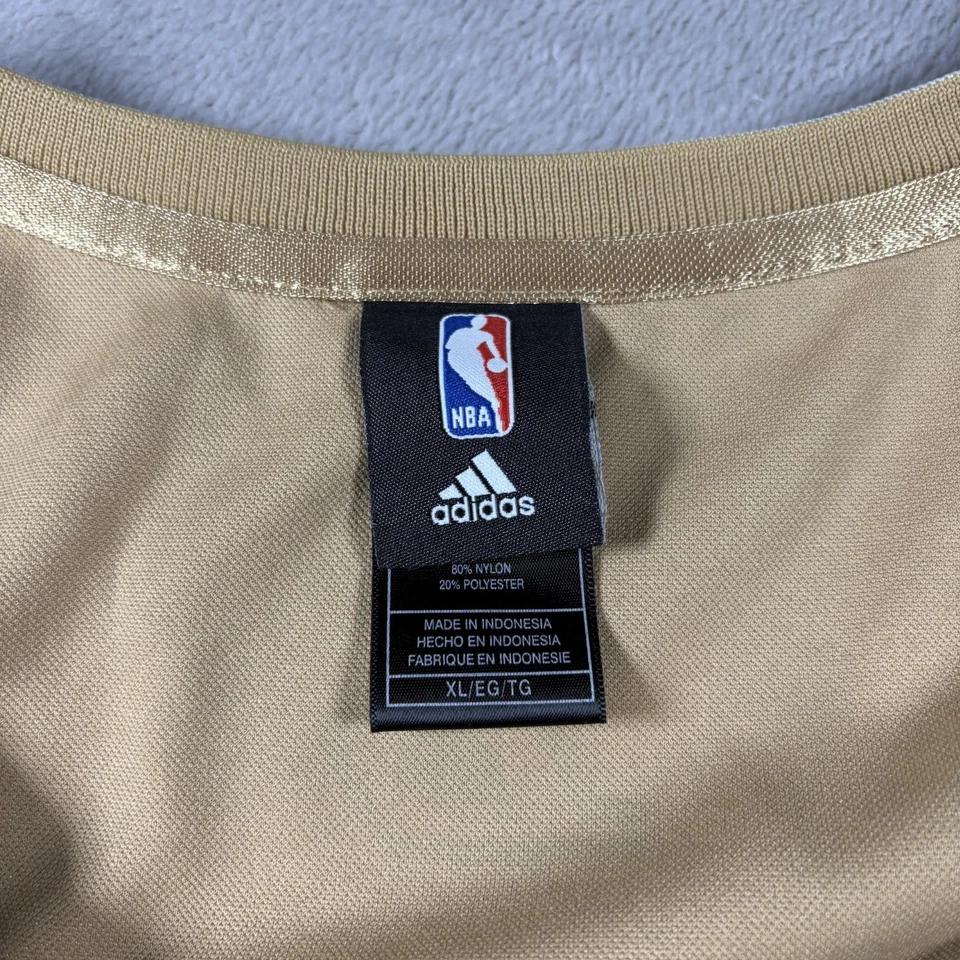 NBA
adidas
80% NYLON
20% POLYESTER
MADE IN INDONESIA
HECHO EN INDONESIA
FABRIQUE EN INDONESIE
XL/EG/TG